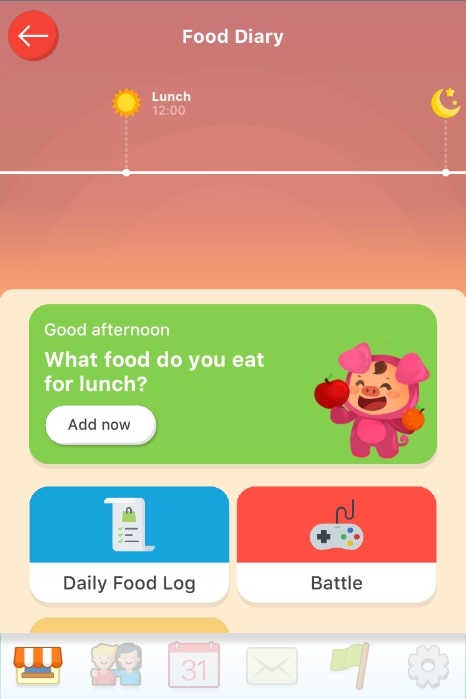 Food Diary
Lunch
12:00
Good afternoon
What food do you eat
for lunch?
Add now
Daily Food Log
Battle
31